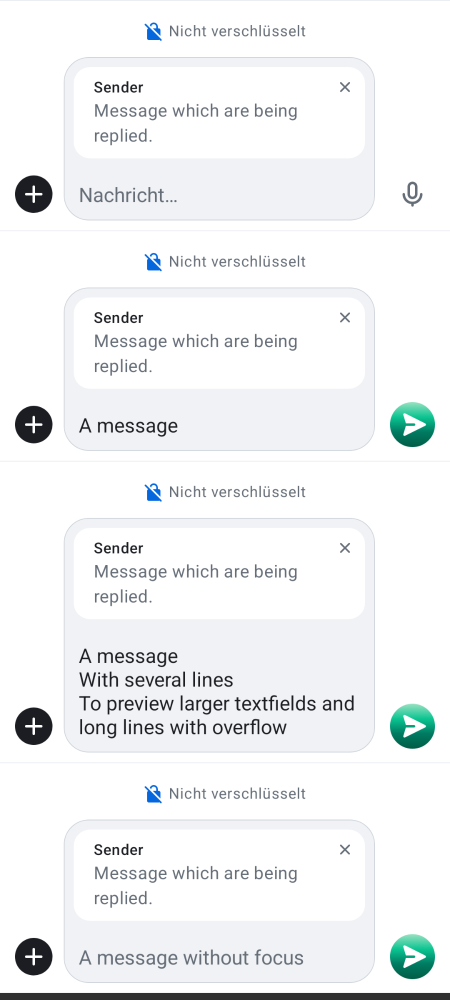 Nicht verschlüsselt
Sender
Message which are being
replied.
Nachricht...
Nicht verschlüsselt
Sender
Message which are being
replied.
A message
Nicht verschlüsselt
Sender
Message which are being
replied.
A message
With several lines
To preview larger textfields and
long lines with overflow
Nicht verschlüsselt
Sender
Message which are being
replied.
A message without focus